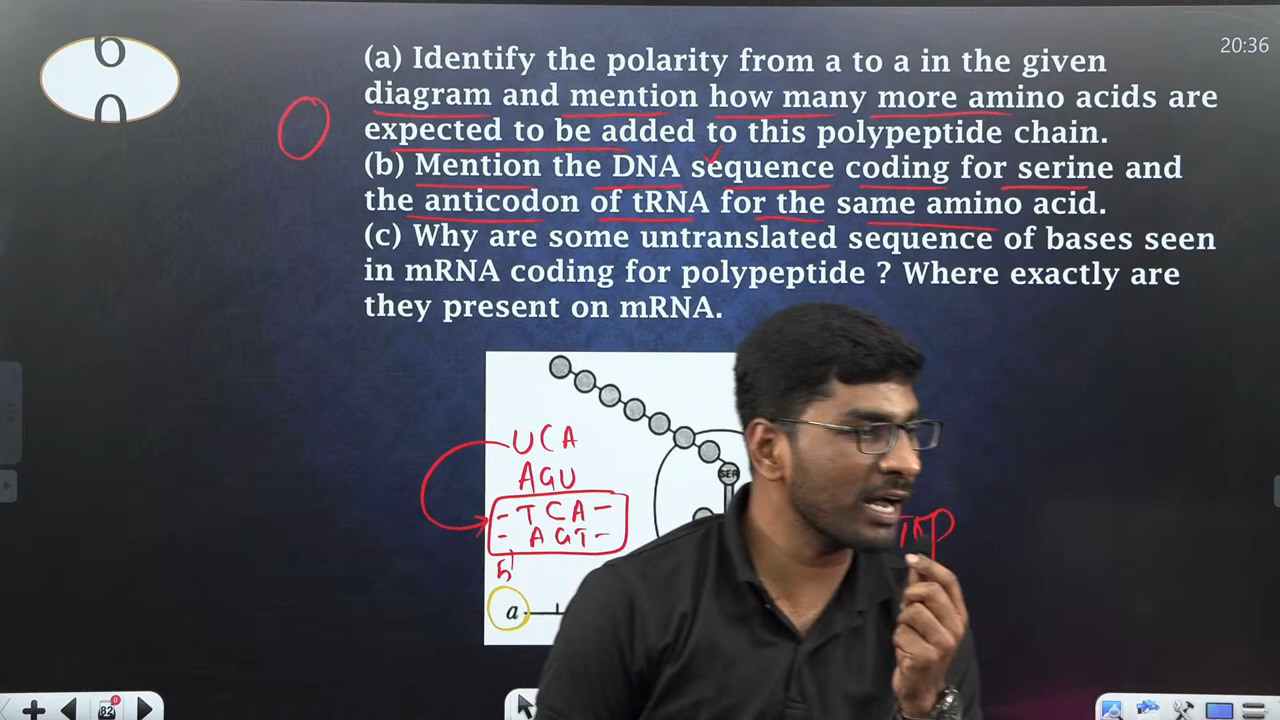 20:36
6
0
(a) Identify the polarity from a to a in the given
diagram and mention how many more amino acids are
expected to be added to this polypeptide chain.
(b) Mention the DNA sequence coding for serine and
the anticodon of tRNA for the same amino acid.
(c) Why are some untranslated sequence of bases seen
in mRNA coding for polypeptide ? Where exactly are
they present on mRNA.
UCA
AGU
- T C A -
- A G T -
5'
a
SER
82